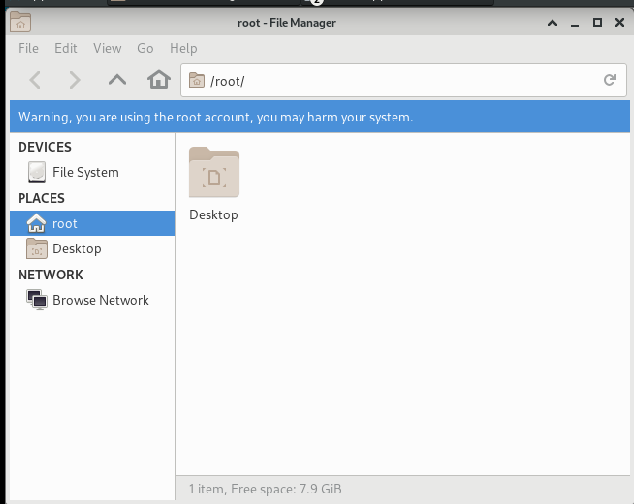 root - File Manager
File Edit View Go Help
/root/
Warning, you are using the root account, you may harm your system.
DEVICES
File System
PLACES
root
Desktop
NETWORK
Browse Network
Desktop
1 item, Free space: 7.9 GiB